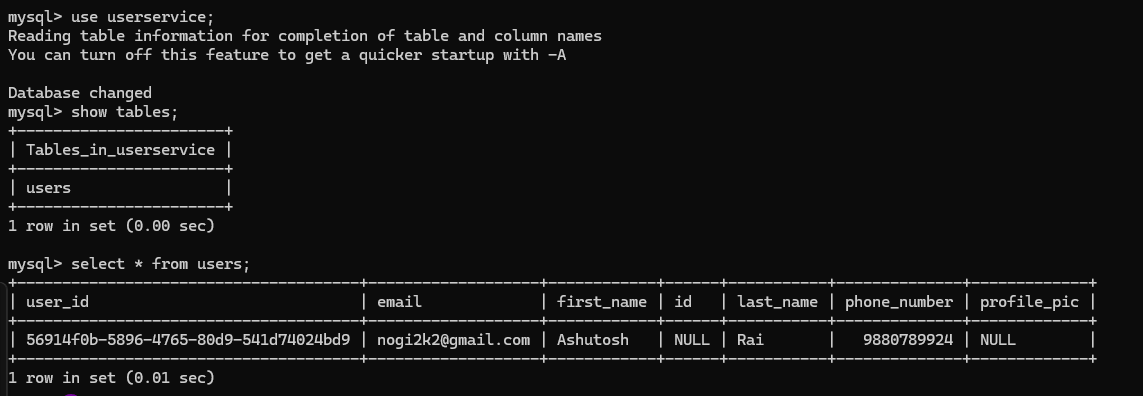 mysql> use userservice;
Reading table information for completion of table and column names
You can turn off this feature to get a quicker startup with -A
Database changed
mysql> show tables;
+-----------------------+
| Tables_in_userservice |
+-----------------------+
| users                 |
+-----------------------+
1 row in set (0.00 sec)
mysql> select * from users;
+--------------------------------------+-------------------+------------+------+-----------+--------------+-------------+
| user_id                              | email             | first_name | id   | last_name | phone_number | profile_pic |
+--------------------------------------+-------------------+------------+------+-----------+--------------+-------------+
| 56914f0b-5896-4765-80d9-541d74024bd9 | nogi2k2@gmail.com | Ashutosh   | NULL | Rai       |   9880789924 | NULL        |
+--------------------------------------+-------------------+------------+------+-----------+--------------+-------------+
1 row in set (0.01 sec)